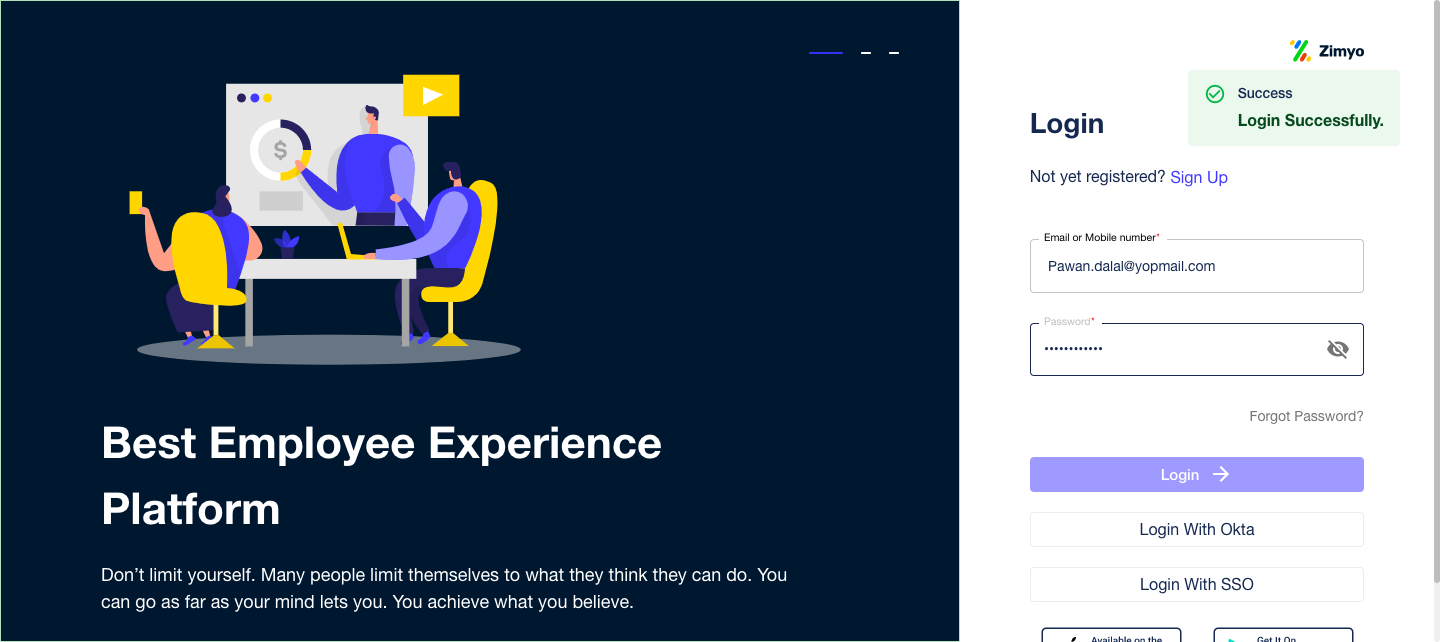 $
Best Employee Experience
Platform
Don’t limit yourself. Many people limit themselves to what they think they can do. You
can go as far as your mind lets you. You achieve what you believe.
Zimyo
Success
Login Successfully.
Login
Not yet registered? Sign Up
Email or Mobile number*
Pawan.dalal@yopmail.com
Password*
••••••••••••
Forgot Password?
Login
Login With Okta
Login With SSO
Available on the
Get It On